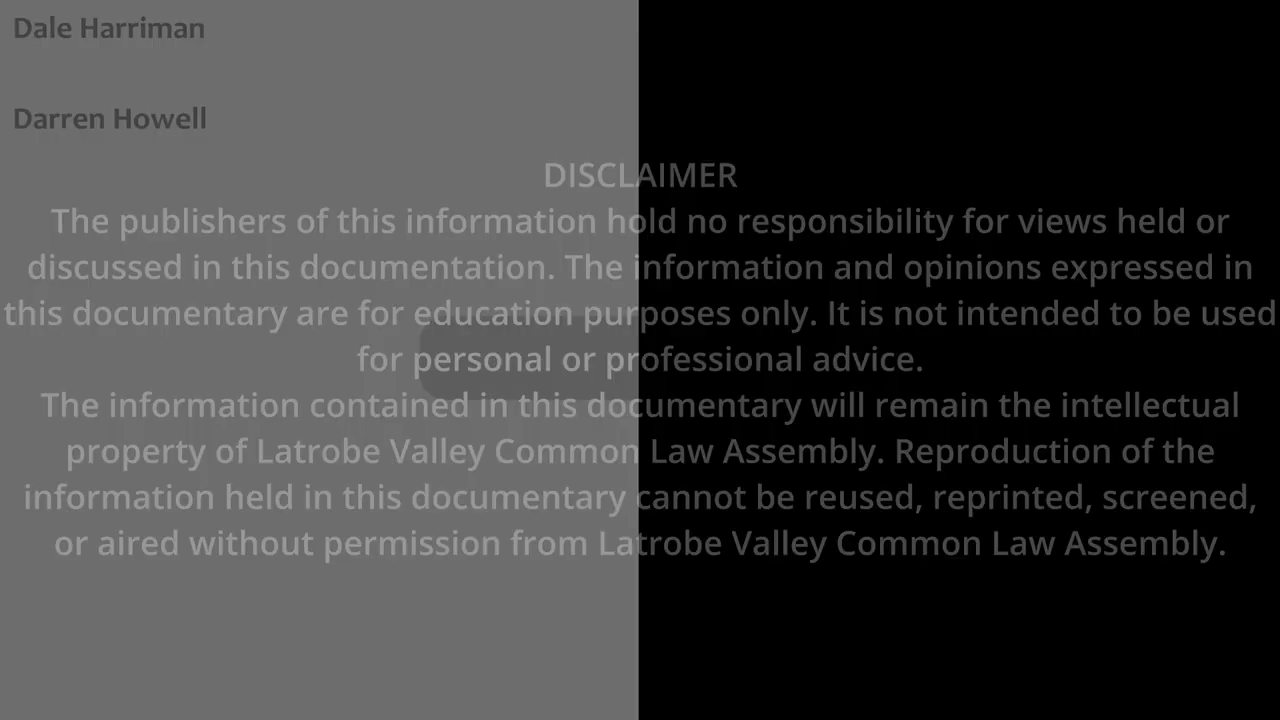 Dale Harriman
Darren Howell
DISCLAIMER
The publishers of this information hold no responsibility for views held or
discussed in this documentation. The information and opinions expressed in
this documentary are for education purposes only. It is not intended to be used
for personal or professional advice.
The information contained in this documentary will remain the intellectual
property of Latrobe Valley Common Law Assembly. Reproduction of the
information held in this documentary cannot be reused, reprinted, screened,
or aired without permission from Latrobe Valley Common Law Assembly.